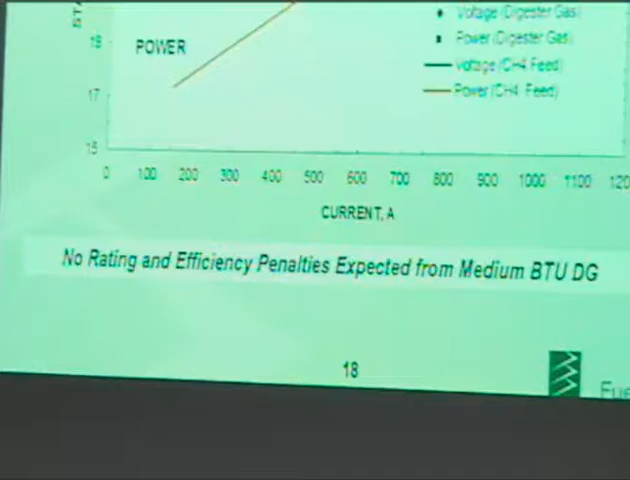 Voltage (Digester Gas)
19
POWER
Power (Digester Gas)
Voltage (CH4 Feed)
17
Power (CH4 Feed)
15
0 100 200 300 400 500 600 700 800 900 1000 1100
CURRENT, A
No Rating and Efficiency Penalties Expected from Medium BTU DG
18